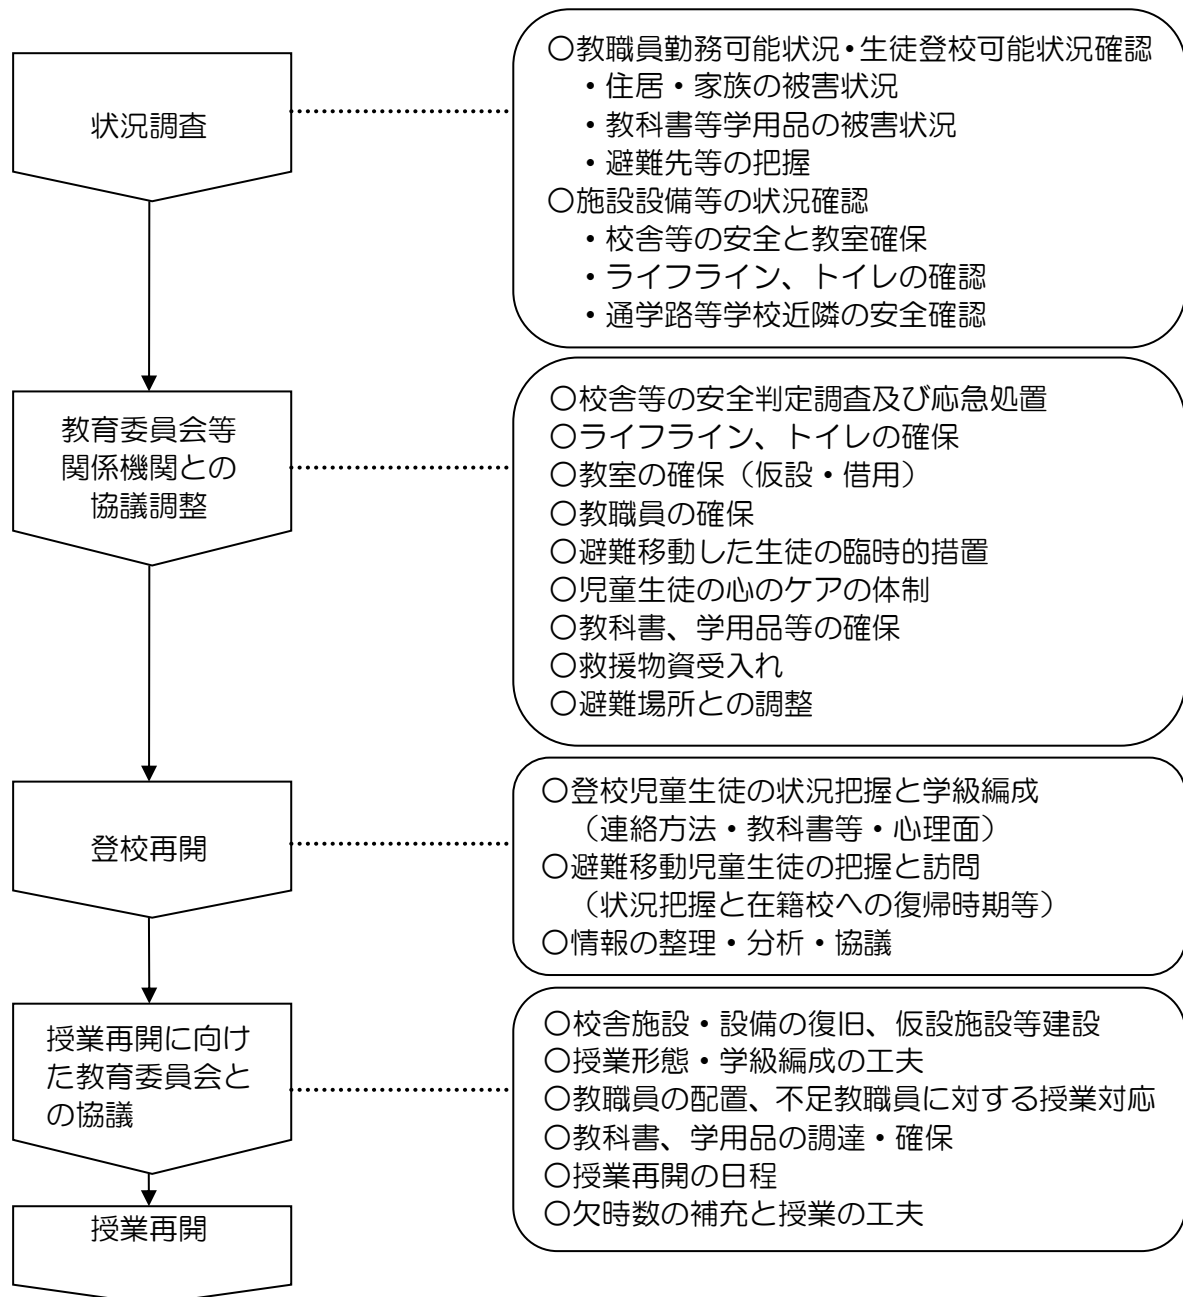 状況調査
○教職員勤務可能状況・生徒登校可能状況確認
・住居・家族の被害状況
・教科書等学用品の被害状況
・避難先等の把握
○施設設備等の状況確認
・校舎等の安全と教室確保
・ライフライン、トイレの確認
・通学路等学校近隣の安全確認
教育委員会等
関係機関との
協議調整
○校舎等の安全判定調査及び応急処置
○ライフライン、トイレの確保
○教室の確保（仮設・借用）
○教職員の確保
○避難移動した生徒の臨時的措置
○児童生徒の心のケアの体制
○教科書、学用品等の確保
○救援物資受入れ
○避難場所との調整
登校再開
○登校児童生徒の状況把握と学級編成
（連絡方法・教科書等・心理面）
○避難移動児童生徒の把握と訪問
（状況把握と在籍校への復帰時期等）
○情報の整理・分析・協議
授業再開に向け
た教育委員会と
の協議
○校舎施設・設備の復旧、仮設施設等建設
○授業形態・学級編成の工夫
○教職員の配置、不足教職員に対する授業対応
○教科書、学用品の調達・確保
○授業再開の日程
○欠時数の補充と授業の工夫
授業再開